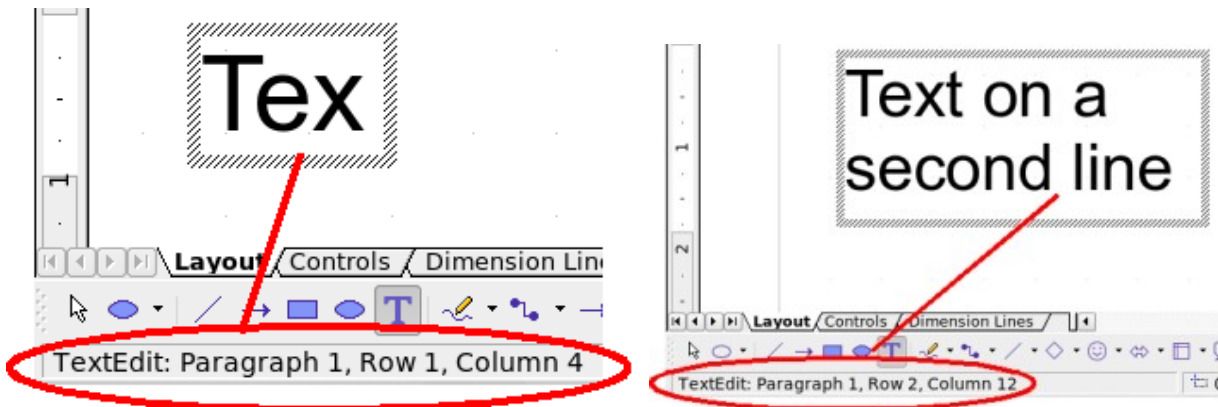 Tex
1
Layout Controls Dimension Line
T
TextEdit: Paragraph 1, Row 1, Column 4
Text on a
second line
1
2
Layout Controls Dimension Lines
T
TextEdit: Paragraph 1, Row 2, Column 12